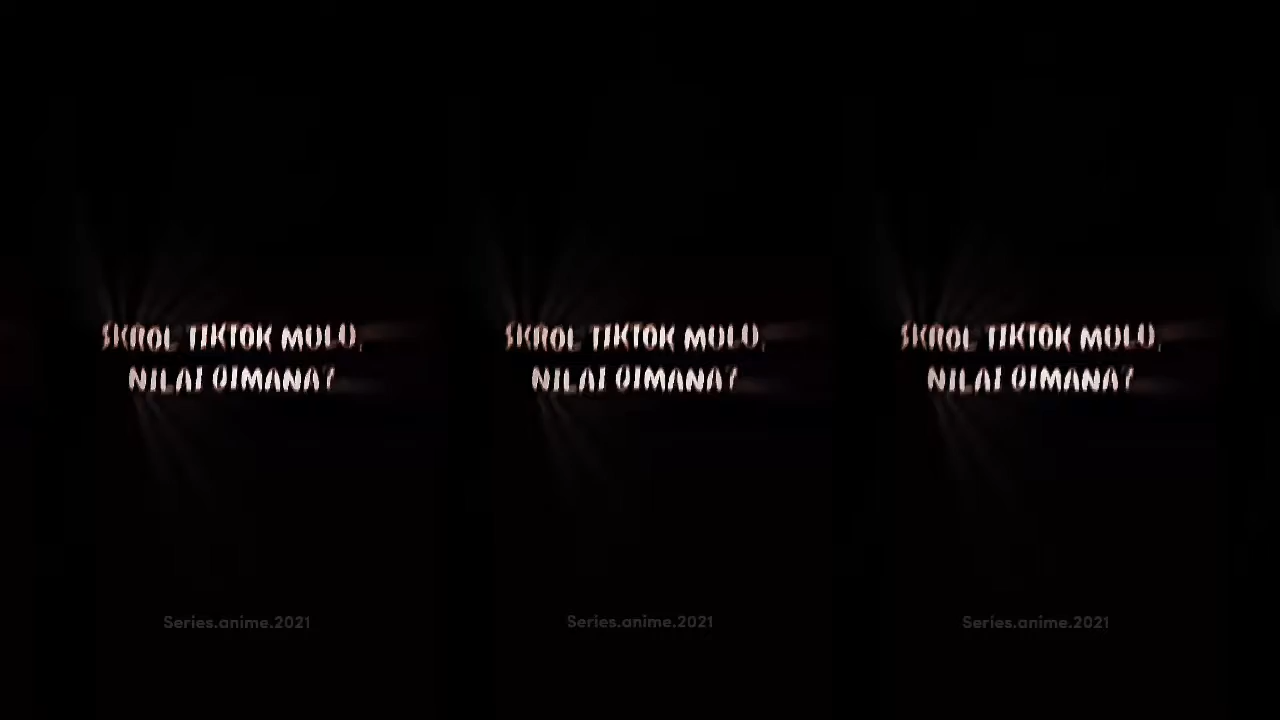 SKROL TIKTOK MULU, SKROL TIKTOK MULU, SKROL TIKTOK MULU,
NILAI DIMANA? NILAI DIMANA? NILAI DIMANA?
Series.anime.2021 Series.anime.2021 Series.anime.2021